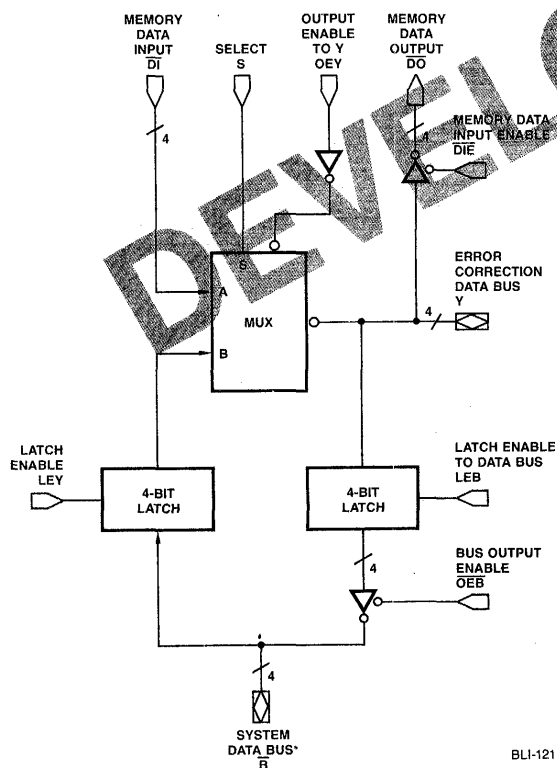 MEMORY
DATA
INPUT
DI
SELECT
S
OUTPUT
ENABLE
TO Y
OEY
MEMORY
DATA
OUTPUT
DO
4
4
MEMORY DATA
INPUT ENABLE
DIE
DEVELO
S
A
MUX
B
ERROR
CORRECTION
DATA BUS
Y
4
LATCH
ENABLE
LEY
4-BIT
LATCH
4-BIT
LATCH
LATCH ENABLE
TO DATA BUS
LEB
4
BUS OUTPUT
ENABLE
OEB
4
SYSTEM
DATA BUS*
B
BLI-121